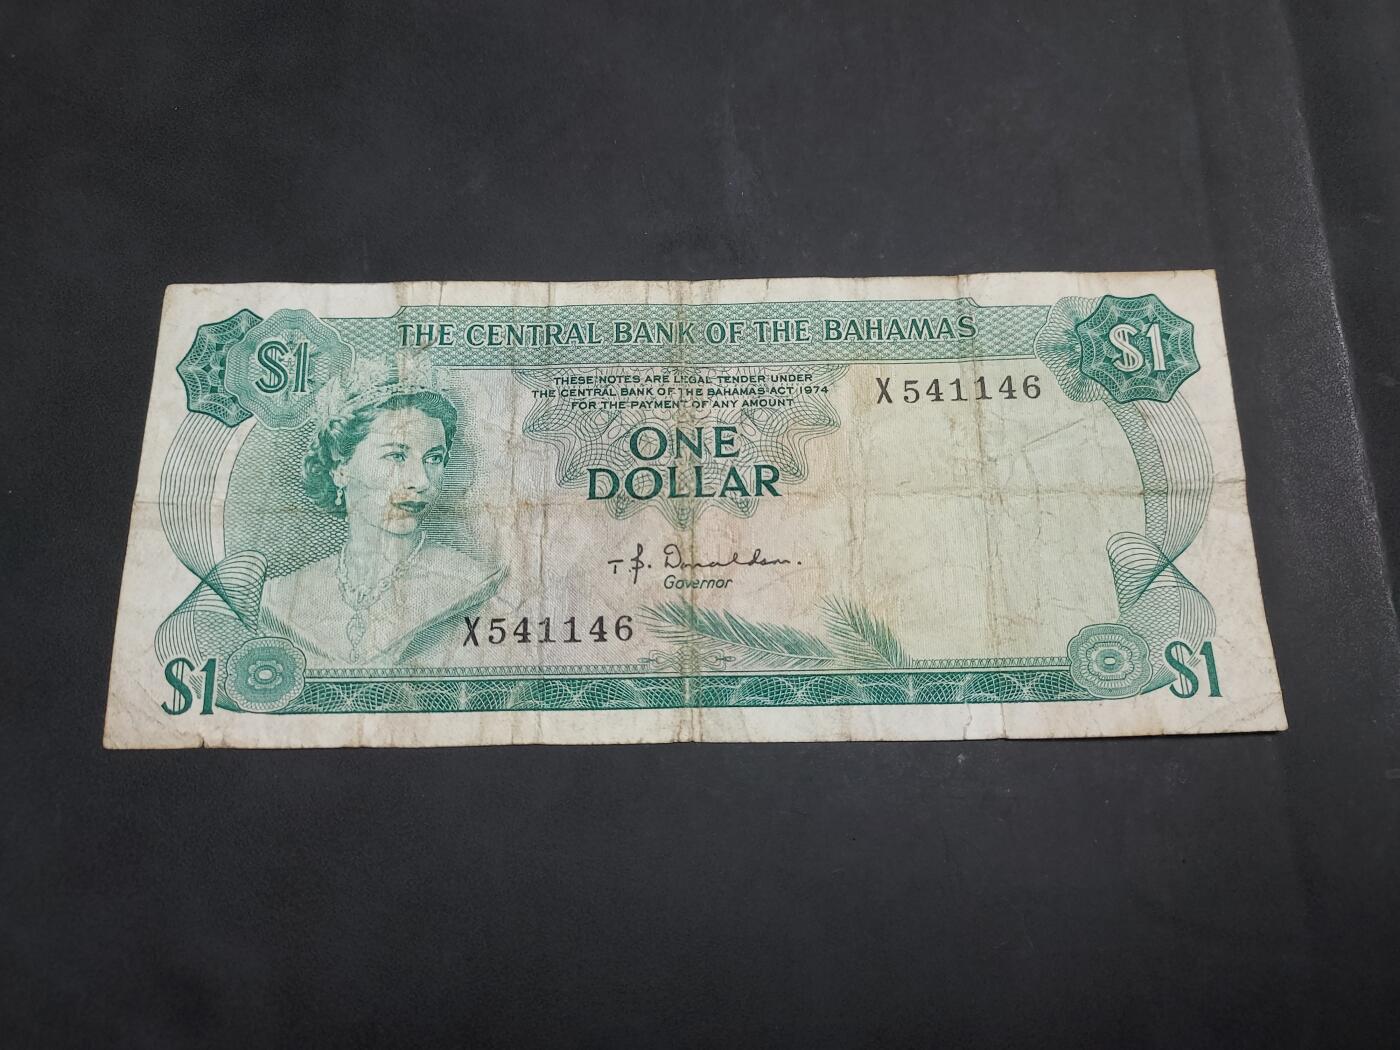 THE CENTRAL BANK OF THE BAHAMAS
$1
$1
THESE NOTES ARE LEGAL TENDER UNDER
THE CENTRAL BANK OF THE BAHAMAS ACT 1974
FOR THE PAYMENT OF ANY AMOUNT
X541146
ONE
DOLLAR
T B. Donaldson.
Governor
X541146
$1
$1